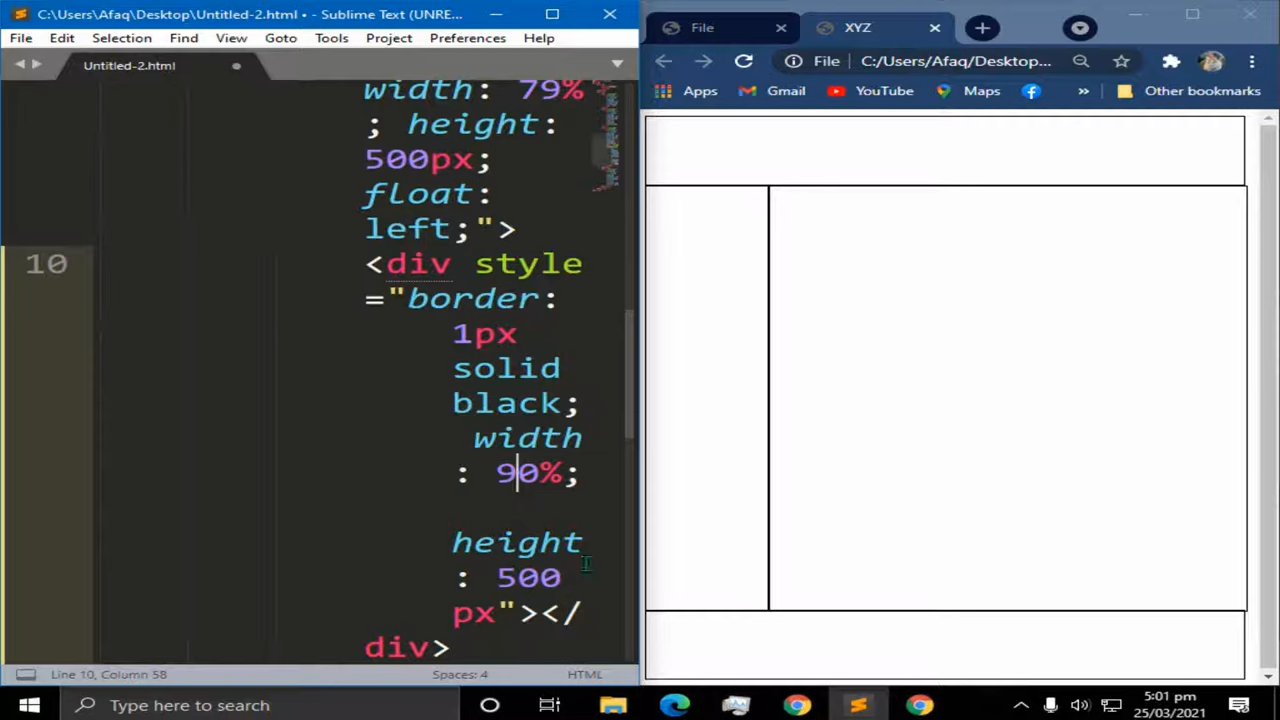 C:\Users\Afaq\Desktop\Untitled-2.html • - Sublime Text (UNRE...
File Edit Selection Find View Goto Tools Project Preferences Help
Untitled-2.html
width: 79%
; height:
500px;
float:
left;">
10 <div style
="border:
1px
solid
black;
width
: 90%;
height
: 500
px"></
div>
Line 10, Column 58 Spaces: 4 HTML
File XYZ
File C:/Users/Afaq/Desktop...
Apps Gmail YouTube Maps » Other bookmarks
Type here to search
5:01 pm
25/03/2021